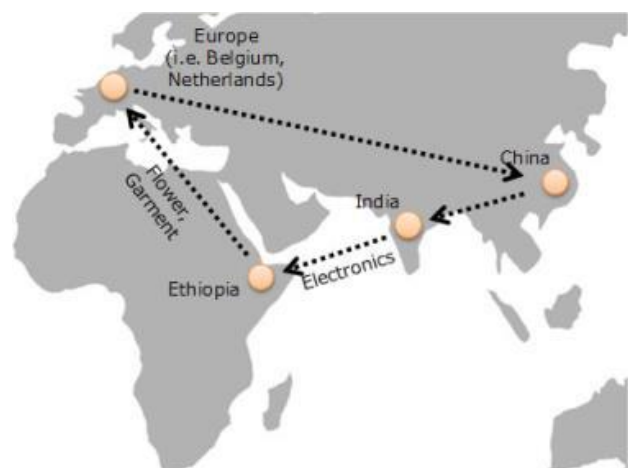 Europe
(i.e. Belgium,
Netherlands)
China
India
Flower,
Garment
Electronics
Ethiopia